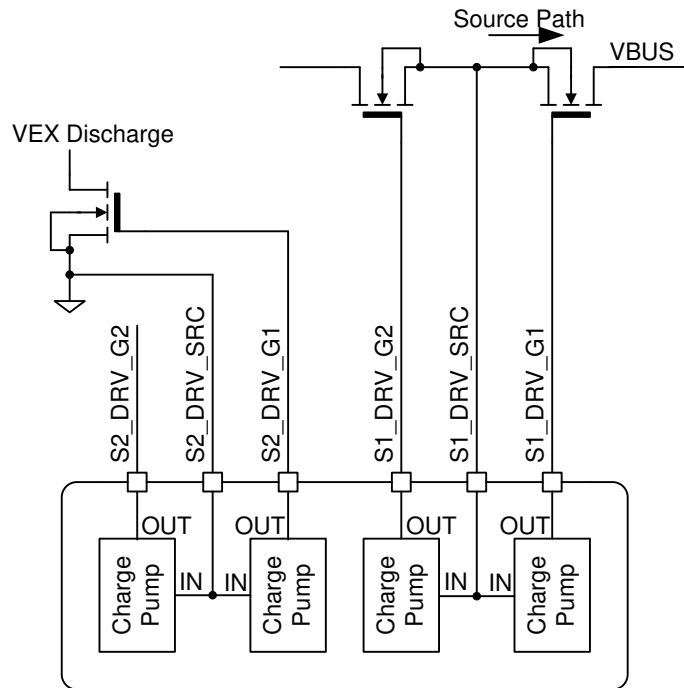 Source Path
VBUS
VEX Discharge
S2_DRV_G2
S2_DRV_SRC
S2_DRV_G1
S1_DRV_G2
S1_DRV_SRC
S1_DRV_G1
OUT
OUT
OUT
OUT
Charge
Pump
IN
IN
Charge
Pump
Charge
Pump
IN
IN
Charge
Pump